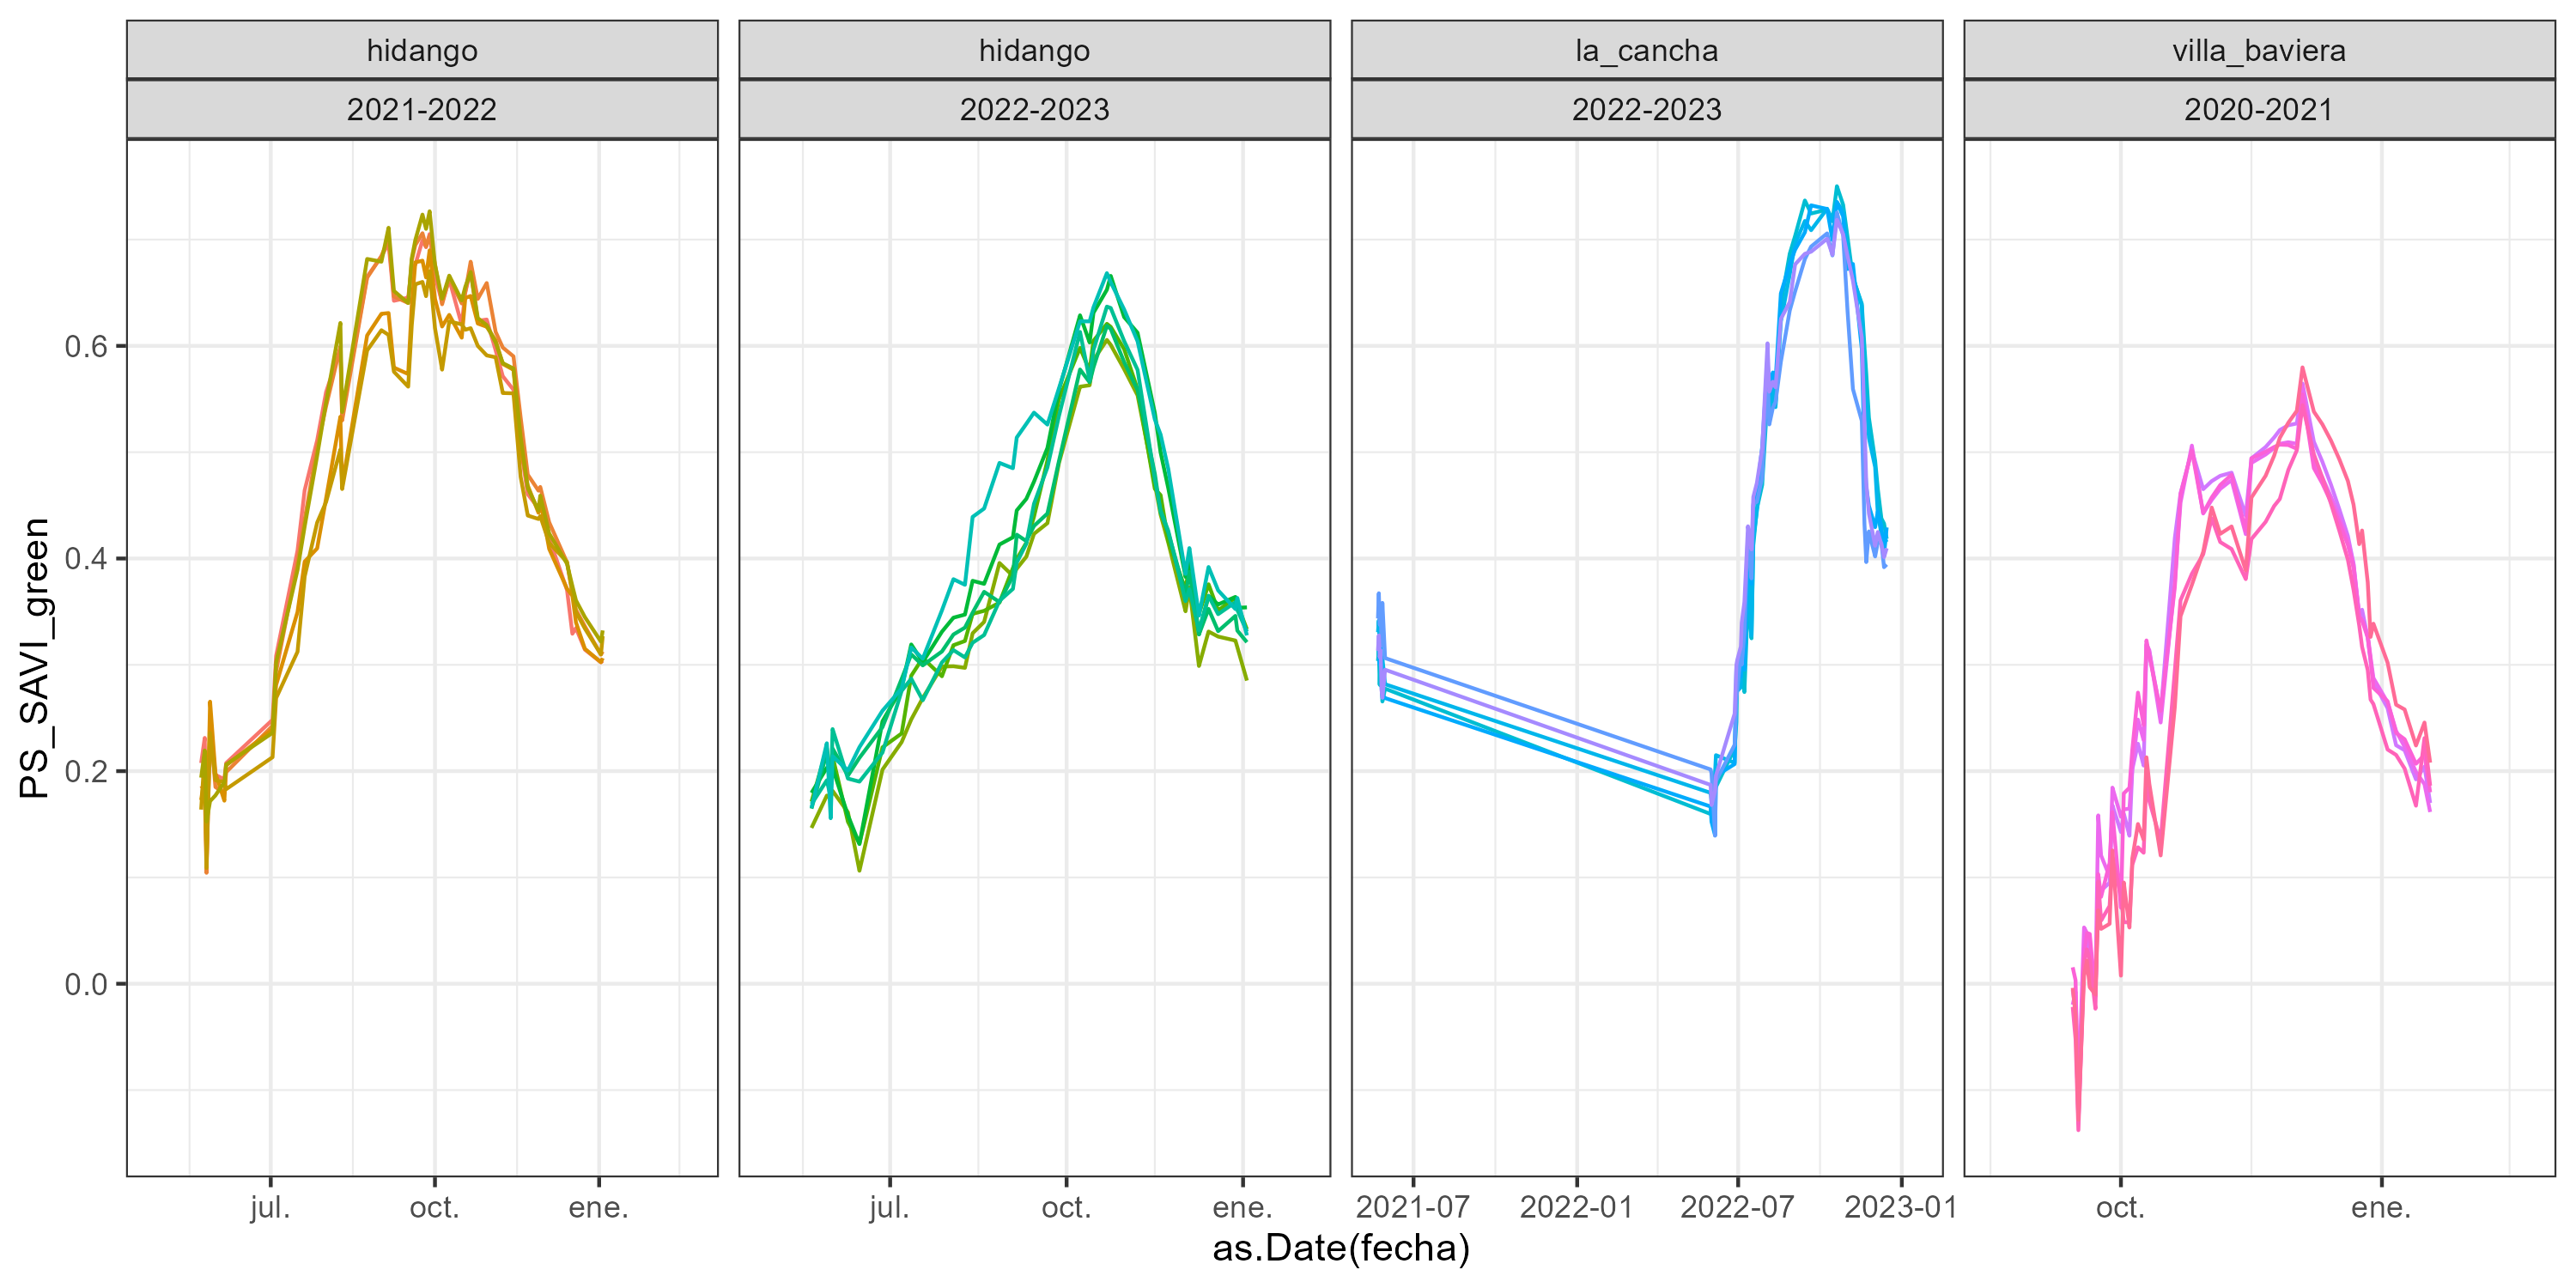 hidango hidango la_cancha villa_baviera
2021-2022 2022-2023 2022-2023 2020-2021
PS_SAVI_green
0.6
0.4
0.2
0.0
jul. oct. ene. jul. oct. ene. 2021-07 2022-01 2022-07 2023-01 oct. ene.
as.Date(fecha)